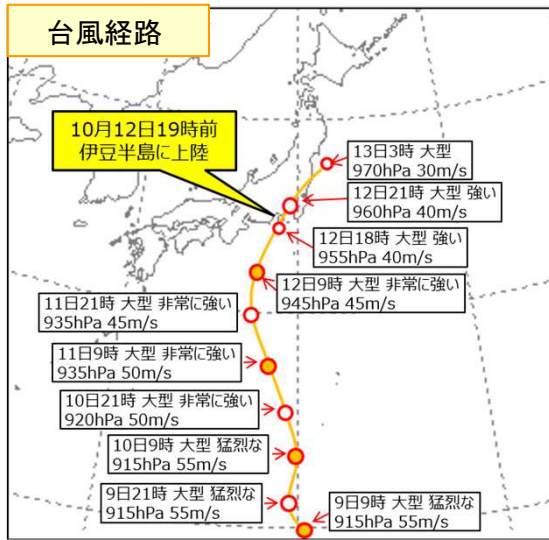 台風経路
10月12日19時前
伊豆半島に上陸
13日3時 大型
970hPa 30m/s
12日21時 大型 強い
960hPa 40m/s
12日18時 大型 強い
955hPa 40m/s
12日9時 大型 非常に強い
945hPa 45m/s
11日21時 大型 非常に強い
935hPa 45m/s
11日9時 大型 非常に強い
935hPa 50m/s
10日21時 大型 非常に強い
920hPa 50m/s
10日9時 大型 猛烈な
915hPa 55m/s
9日21時 大型 猛烈な
915hPa 55m/s
9日9時 大型 猛烈な
915hPa 55m/s